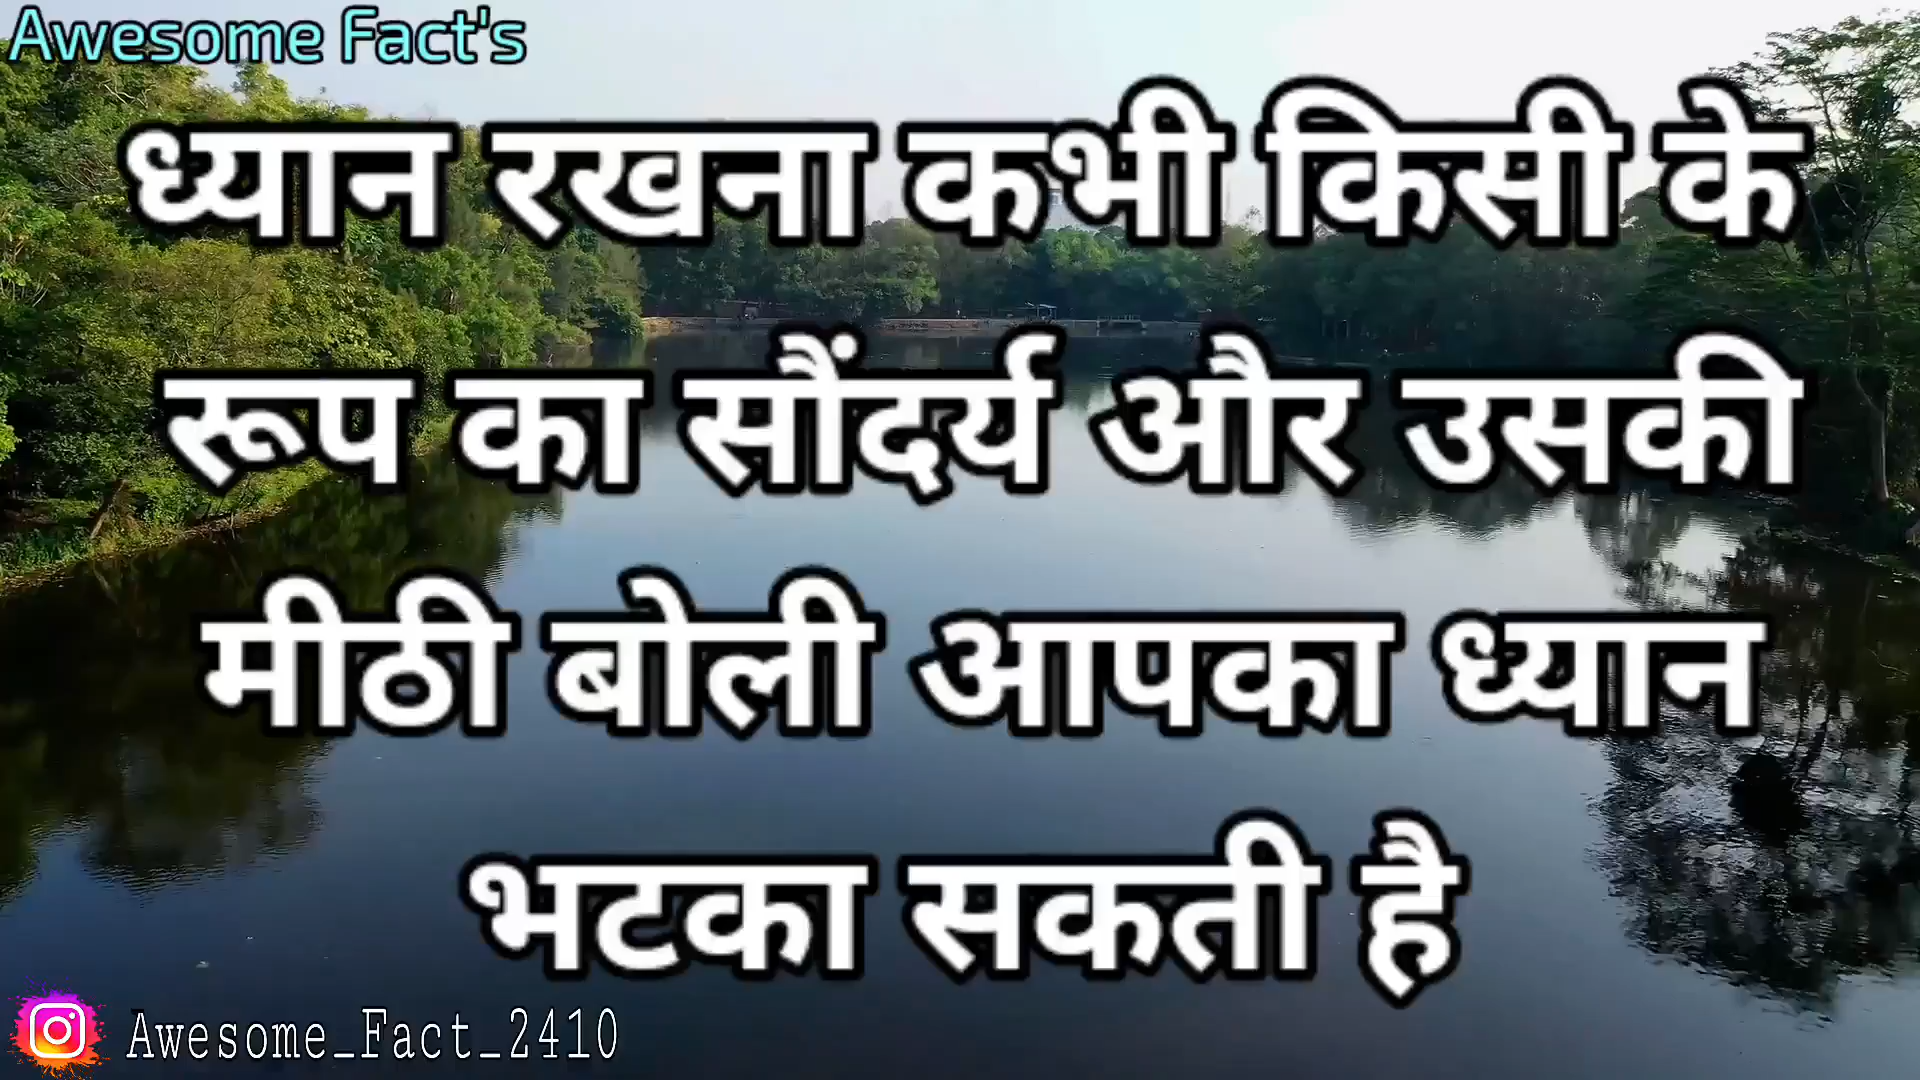 Awesome Fact's
ध्यान रखना कभी किसी के
रूप का सौंदर्य और उसकी
मीठी बोली आपका ध्यान
भटका सकती है
Awesome_Fact_2410